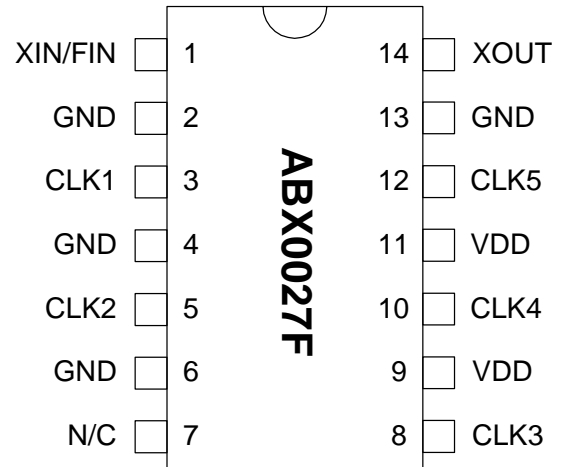 XIN/FIN 1 14 XOUT
GND 2 13 GND
CLK1 3 12 CLK5
GND 4 11 VDD
CLK2 5 10 CLK4
GND 6 9 VDD
N/C 7 8 CLK3
ABX0027F